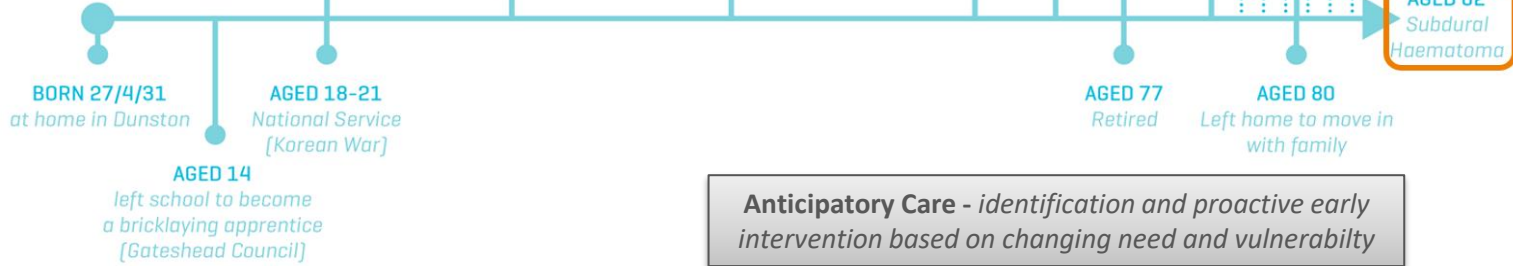 AGED 82
Subdural
Haematoma
BORN 27/4/31
at home in Dunston
AGED 18-21
National Service
(Korean War)
AGED 77
Retired
AGED 80
Left home to move in
with family
AGED 14
left school to become
a bricklaying apprentice
(Gateshead Council)
Anticipatory Care - identification and proactive early
intervention based on changing need and vulnerabilty